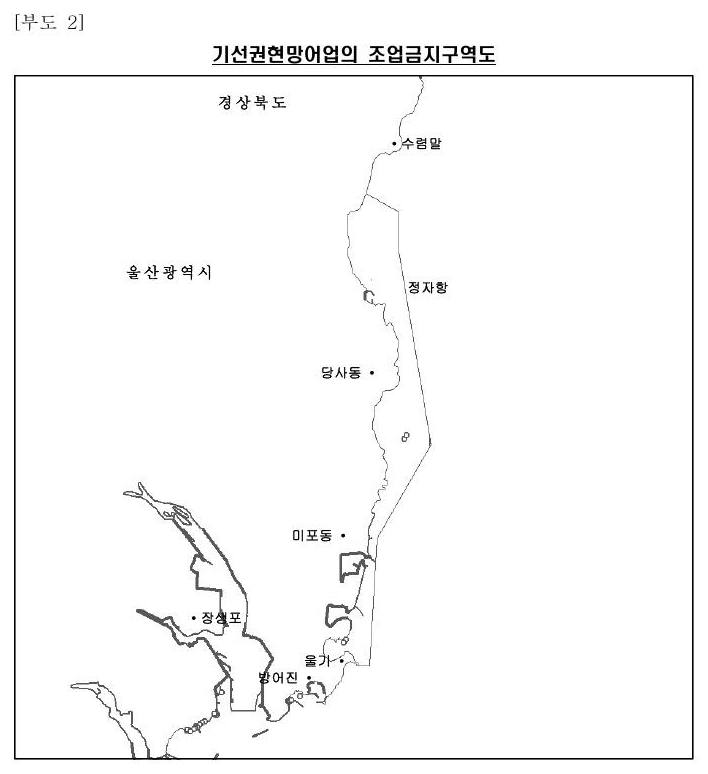 [부도 2]
기선권현망어업의 조업금지구역도
경상북도
수렴말
울산광역시
정자항
당사동
미포동
장생포
울기
방어진